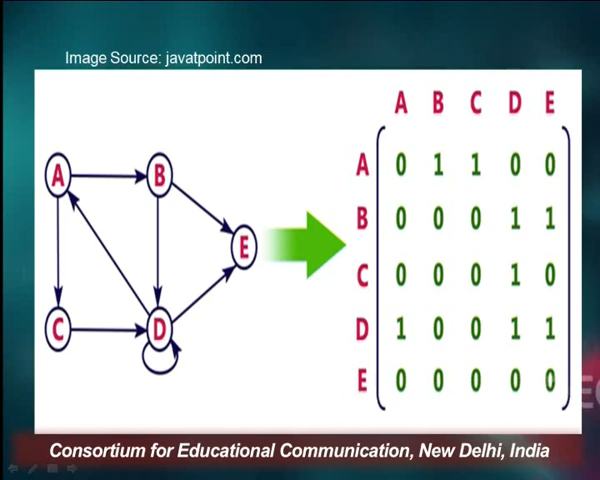 Image Source: javatpoint.com
A B C D E
A 0 1 1 0 0
B 0 0 0 1 1
C 0 0 0 1 0
D 1 0 0 1 1
E 0 0 0 0 0
A B
E
C D
Consortium for Educational Communication, New Delhi, India